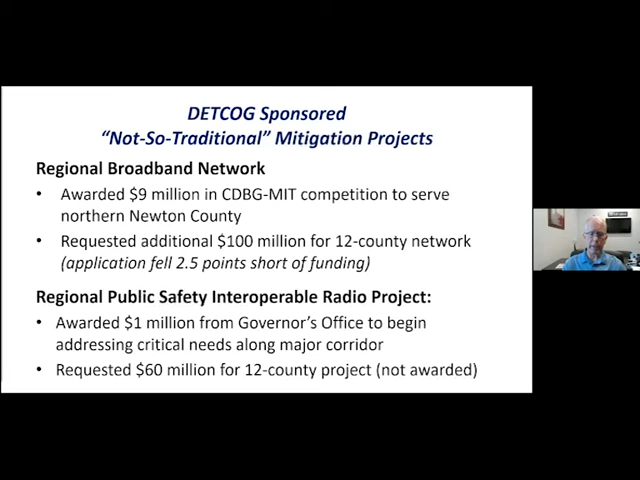 DETCOG Sponsored
“Not-So-Traditional” Mitigation Projects
Regional Broadband Network
• Awarded $9 million in CDBG-MIT competition to serve
northern Newton County
• Requested additional $100 million for 12-county network
(application fell 2.5 points short of funding)
Regional Public Safety Interoperable Radio Project:
• Awarded $1 million from Governor’s Office to begin
addressing critical needs along major corridor
• Requested $60 million for 12-county project (not awarded)